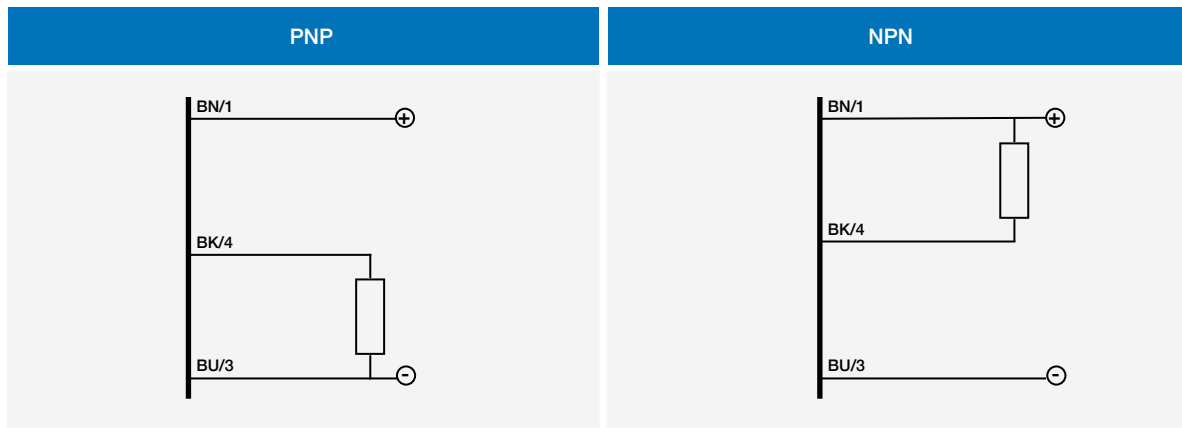 PNP
BN/1
+
BK/4
BU/3
-
NPN
BN/1
+
BK/4
BU/3
-